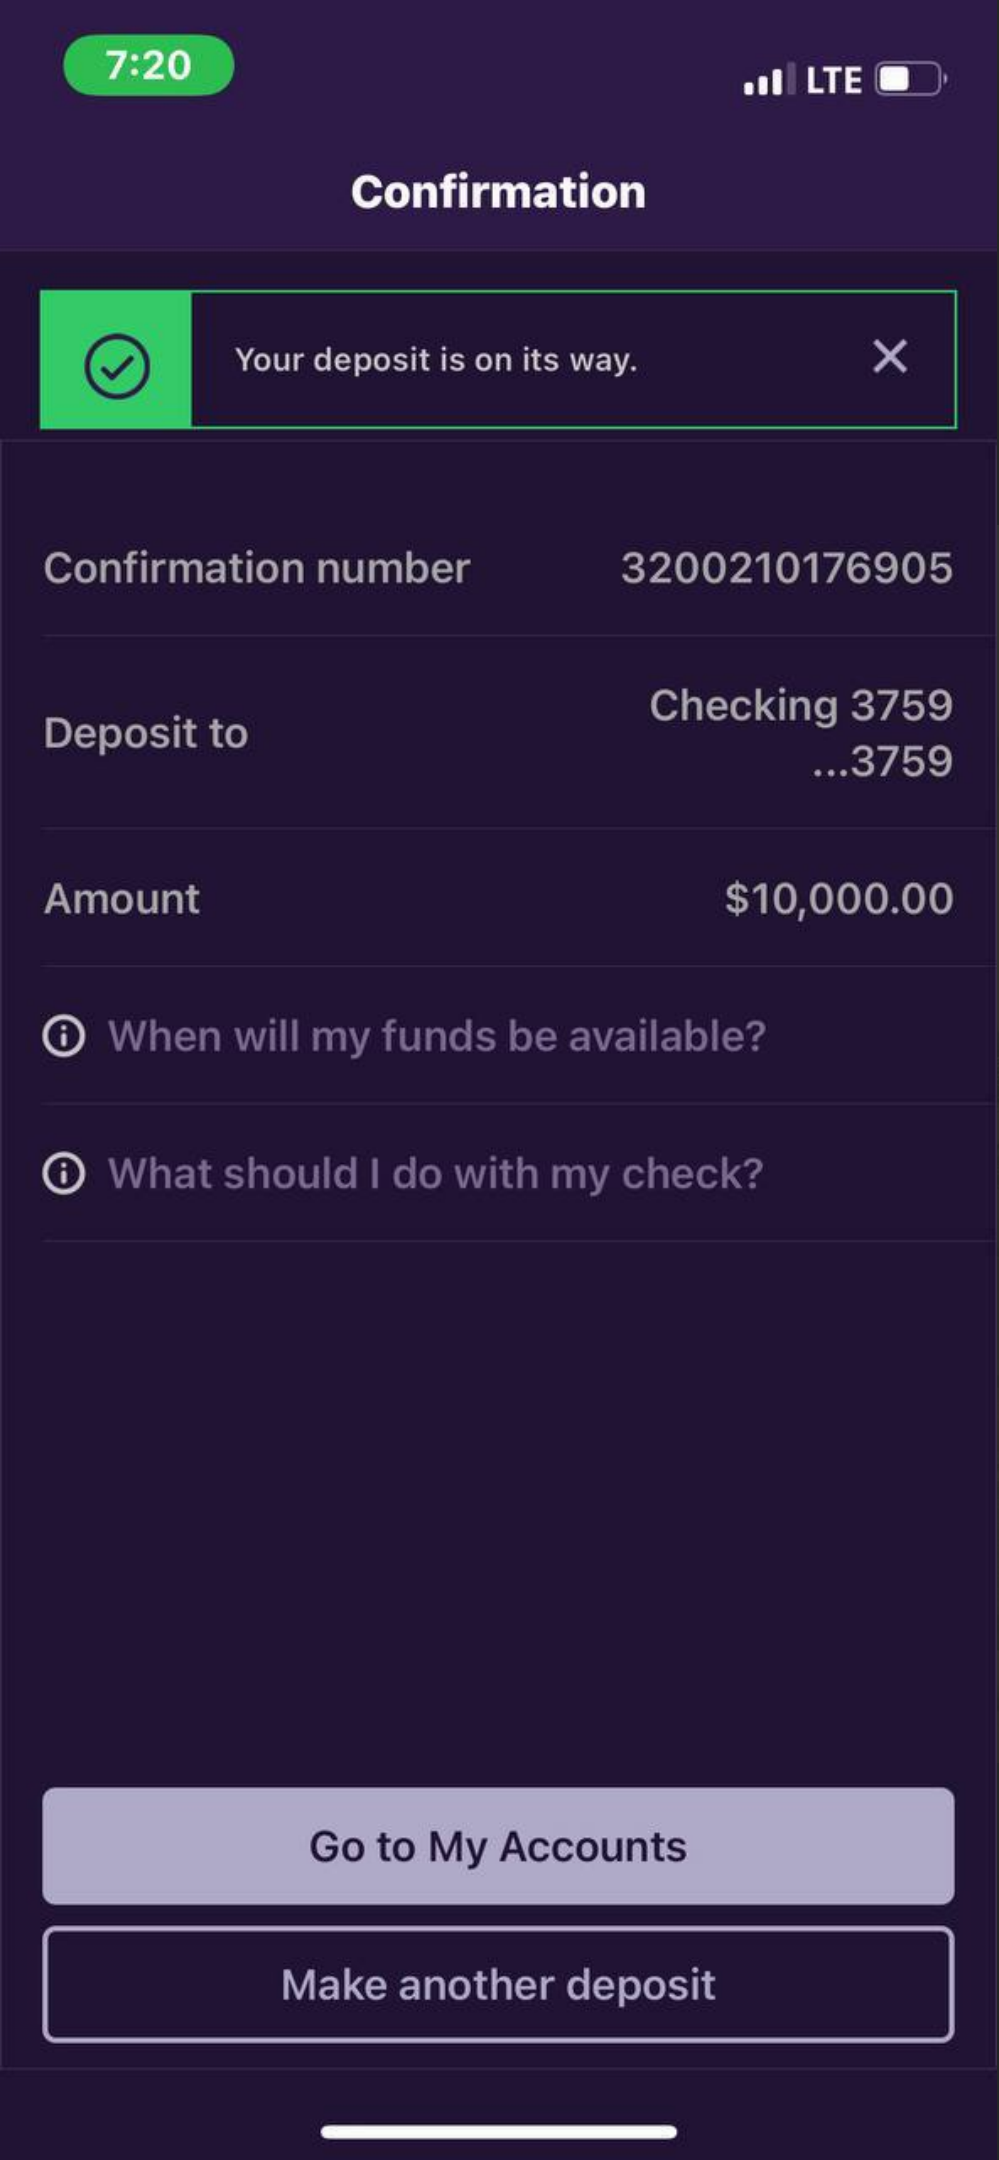 7:20
LTE
Confirmation
Your deposit is on its way.
Confirmation number 3200210176905
Deposit to Checking 3759
...3759
Amount $10,000.00
When will my funds be available?
What should I do with my check?
Go to My Accounts
Make another deposit